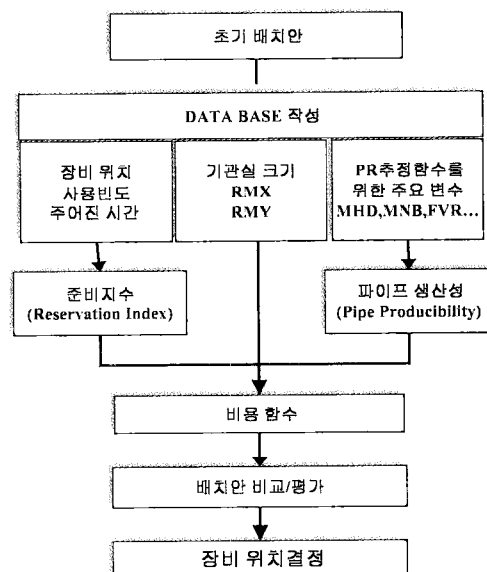 초기 배치안
DATA BASE 작성
장비 위치
사용빈도
주어진 시간
기관실 크기
RMX
RMY
PR추정함수를
위한 주요 변수
MHD,MNB,FVR...
준비지수
(Reservation Index)
파이프 생산성
(Pipe Producibility)
비용 함수
배치안 비교/평가
장비 위치결정